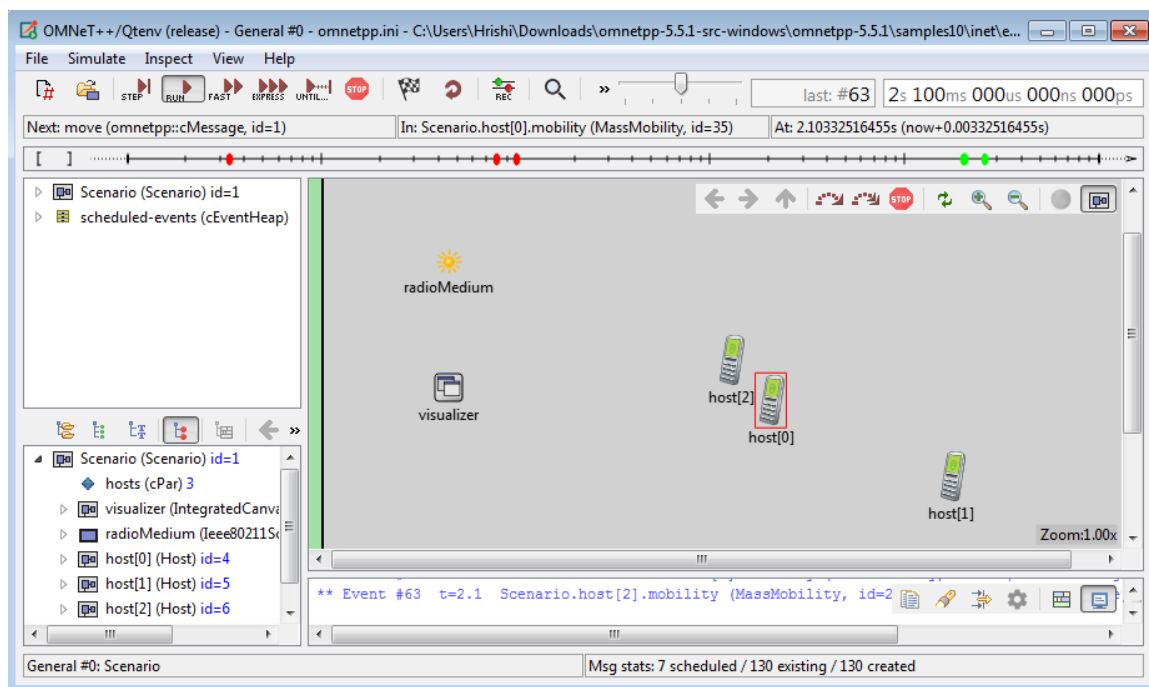 OMNeT++/Qtenv (release) - General #0 - omnetpp.ini - C:\Users\Hrishi\Downloads\omnetpp-5.5.1-src-windows\omnetpp-5.5.1\samples10\inet\e...
File Simulate Inspect View Help
STEP RUN FAST EXPRESS UNTIL... STOP REC » last: #63 2s 100ms 000us 000ns 000ps
Next: move (omnetpp::cMessage, id=1) In: Scenario.host[0].mobility (MassMobility, id=35) At: 2.10332516455s (now+0.00332516455s)
[ ]
Scenario (Scenario) id=1
scheduled-events (cEventHeap)
STOP
radioMedium
visualizer
host[2]
host[0]
host[1]
Zoom:1.00x
»
Scenario (Scenario) id=1
hosts (cPar) 3
visualizer (IntegratedCanva
radioMedium (Ieee80211Sc
host[0] (Host) id=4
host[1] (Host) id=5
host[2] (Host) id=6
** Event #63 t=2.1 Scenario.host[2].mobility (MassMobility, id=2
General #0: Scenario Msg stats: 7 scheduled / 130 existing / 130 created